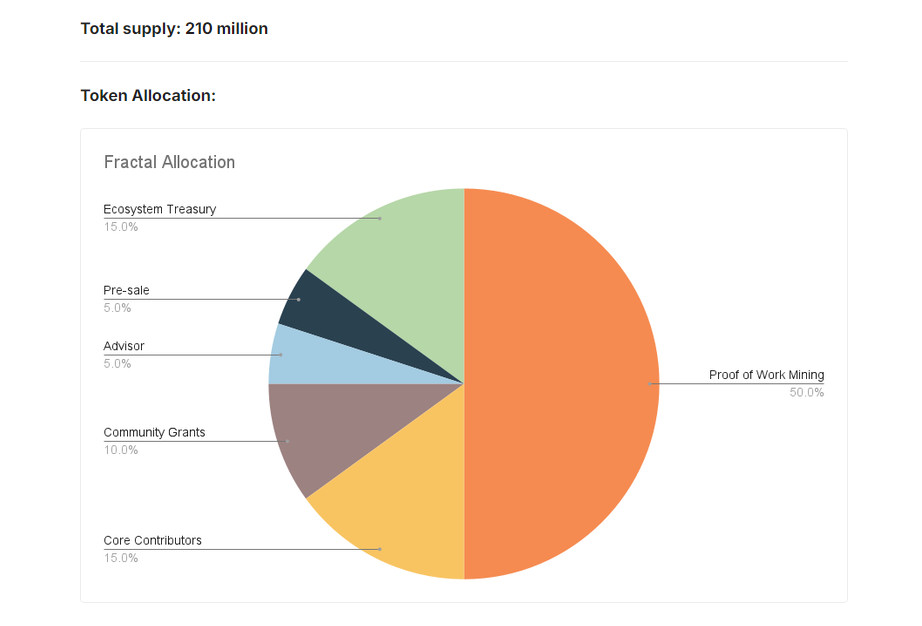 Total supply: 210 million
Token Allocation:
Fractal Allocation
Ecosystem Treasury
15.0%
Pre-sale
5.0%
Advisor
5.0%
Proof of Work Mining
50.0%
Community Grants
10.0%
Core Contributors
15.0%